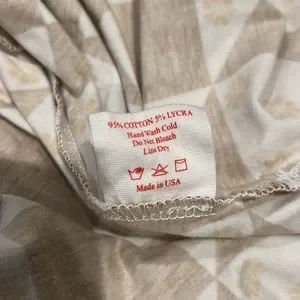 95% COTTON 5% LYCRA
Hand Wash Cold
Do Not Bleach
Line Dry
Made in USA